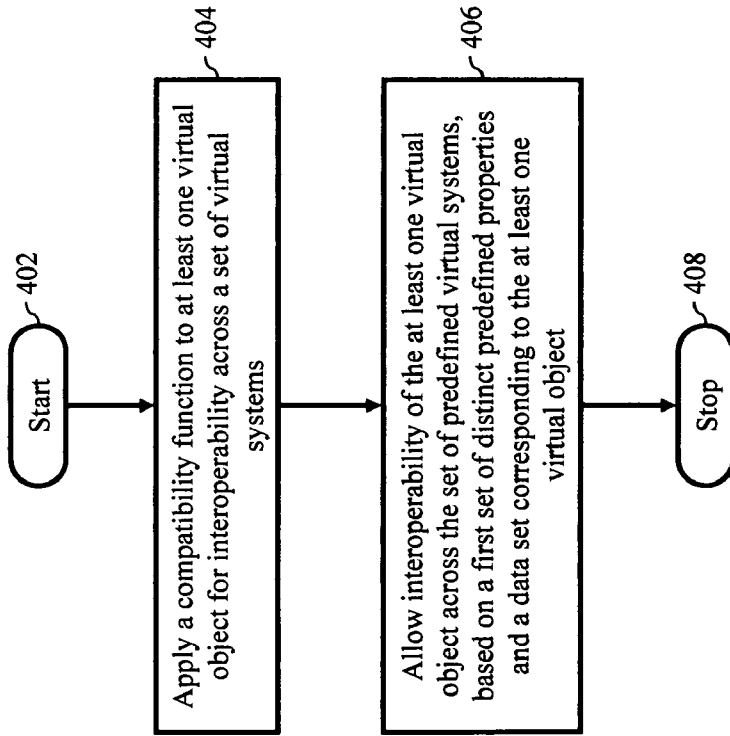 Start
402
Apply a compatibility function to at least one virtual
object for interoperability across a set of virtual
systems
404
Allow interoperability of the at least one virtual
object across the set of predefined virtual systems,
based on a first set of distinct predefined properties
and a data set corresponding to the at least one
virtual object
406
Stop
408